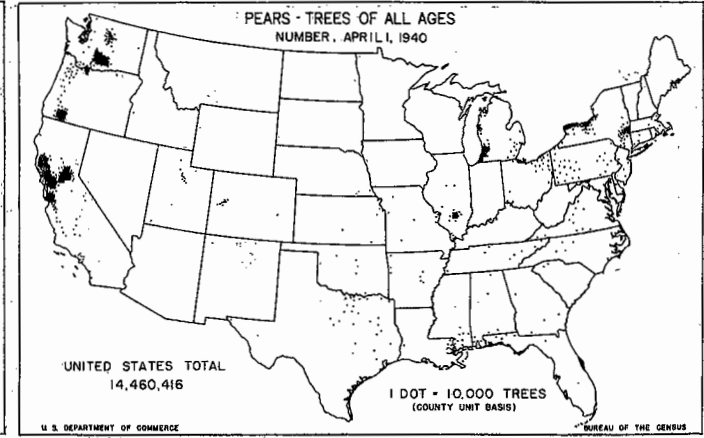 PEARS - TREES OF ALL AGES
NUMBER, APRIL 1, 1940
UNITED STATES TOTAL
14,460,416
1 DOT = 10,000 TREES
(COUNTY UNIT BASIS)
U. S. DEPARTMENT OF COMMERCE
BUREAU OF THE CENSUS